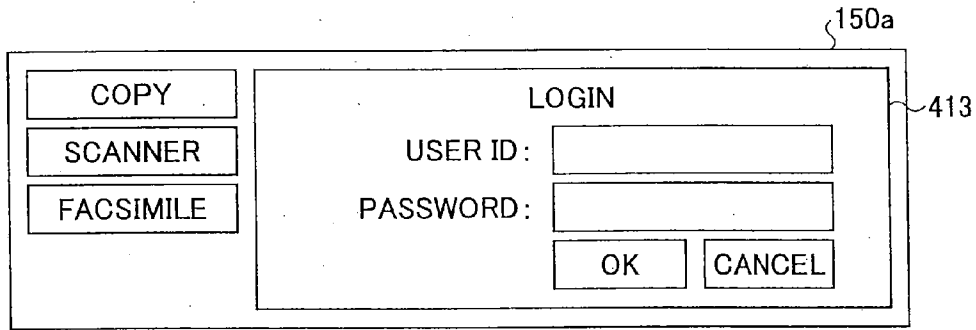 150a
COPY
SCANNER
FACSIMILE
LOGIN
413
USER ID:
PASSWORD:
OK
CANCEL